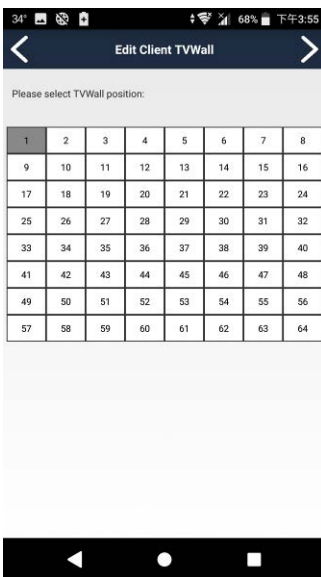 34° 68% 下午3:55
Edit Client TVWall
Please select TVWall position:
1 2 3 4 5 6 7 8
9 10 11 12 13 14 15 16
17 18 19 20 21 22 23 24
25 26 27 28 29 30 31 32
33 34 35 36 37 38 39 40
41 42 43 44 45 46 47 48
49 50 51 52 53 54 55 56
57 58 59 60 61 62 63 64